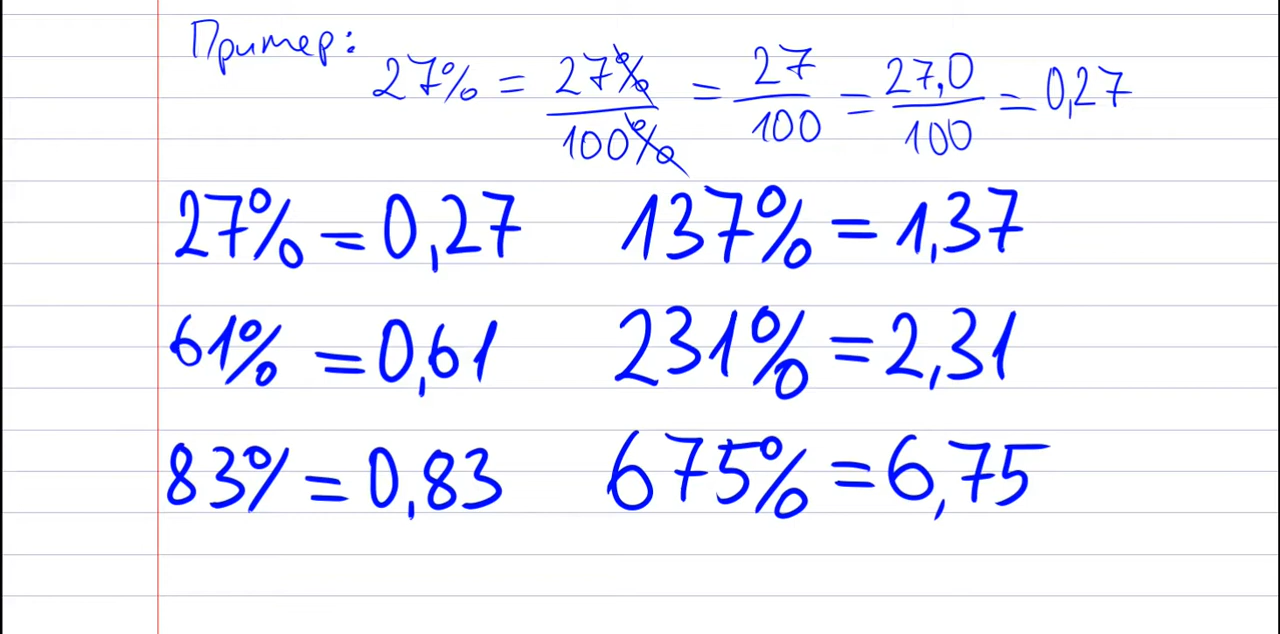 Пример:
27% = 27%/100% = 27/100 = 27,0/100 = 0,27
27% = 0,27 137% = 1,37
61% = 0,61 231% = 2,31
83% = 0,83 675% = 6,75